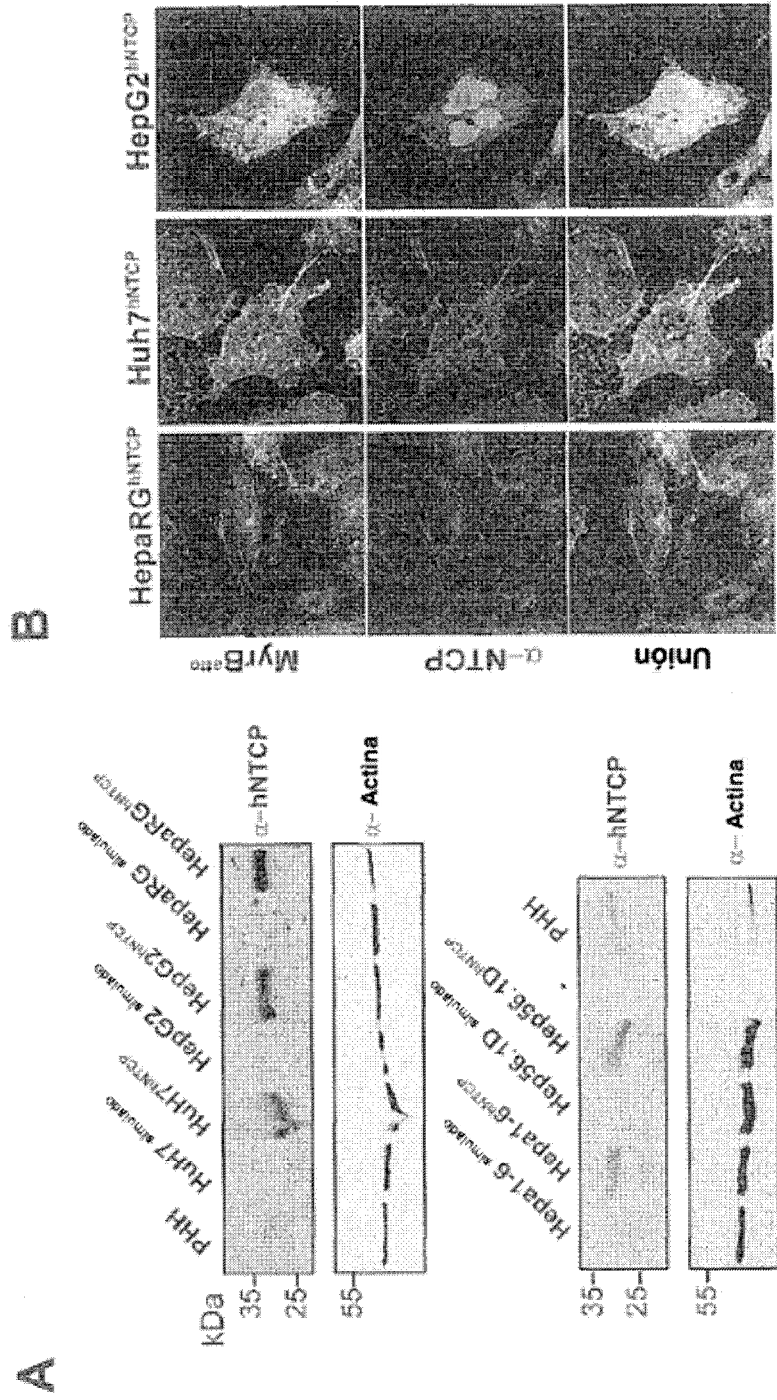 A
kDa
PHH
HuH7 simulado
HuH7hNTCP
HepG2 simulado
HepG2hNTCP
HepaRG simulado
HepaRGhNTCP
35-
25-
α-hNTCP
55-
α-Actina
Hepa1-6 simulado
Hepa1-6hNTCP
Hep56.1D simulado
Hep56.1DhNTCP
PHH
35-
25-
α-hNTCP
55-
α-Actina
B
HepaRGhNTCP
Huh7hNTCP
HepG2hNTCP
MyrBatto
α-NTCP
Unión